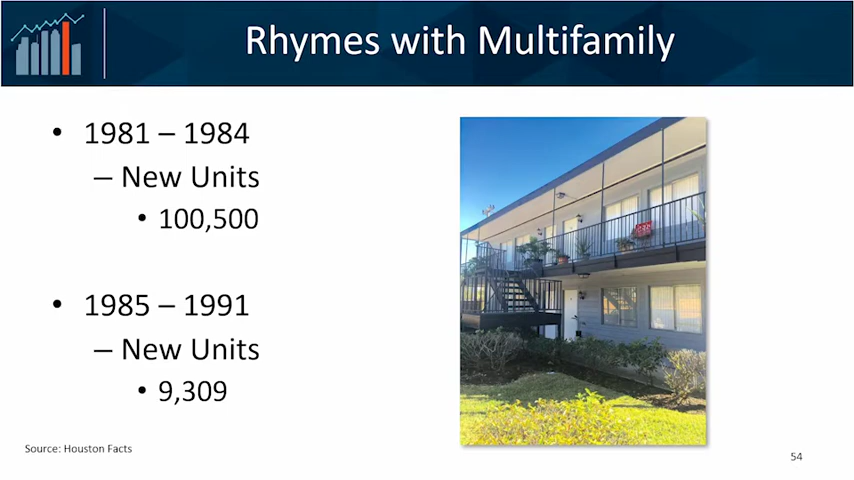 Rhymes with Multifamily
• 1981 – 1984
– New Units
• 100,500
• 1985 – 1991
– New Units
• 9,309
Source: Houston Facts
54